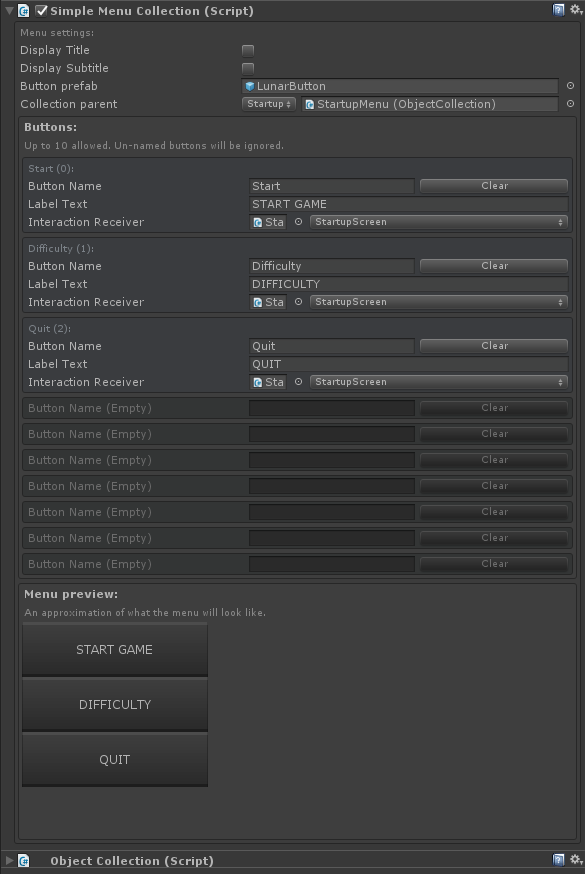 Simple Menu Collection (Script)
Menu settings:
Display Title
Display Subtitle
Button prefab LunarButton
Collection parent Startup StartupMenu (ObjectCollection)
Buttons:
Up to 10 allowed. Un-named buttons will be ignored.
Start (0):
Button Name Start Clear
Label Text START GAME
Interaction Receiver Sta StartupScreen
Difficulty (1):
Button Name Difficulty Clear
Label Text DIFFICULTY
Interaction Receiver Sta StartupScreen
Quit (2):
Button Name Quit Clear
Label Text QUIT
Interaction Receiver Sta StartupScreen
Button Name (Empty) Clear
Button Name (Empty) Clear
Button Name (Empty) Clear
Button Name (Empty) Clear
Button Name (Empty) Clear
Button Name (Empty) Clear
Button Name (Empty) Clear
Menu preview:
An approximation of what the menu will look like.
START GAME
DIFFICULTY
QUIT
Object Collection (Script)